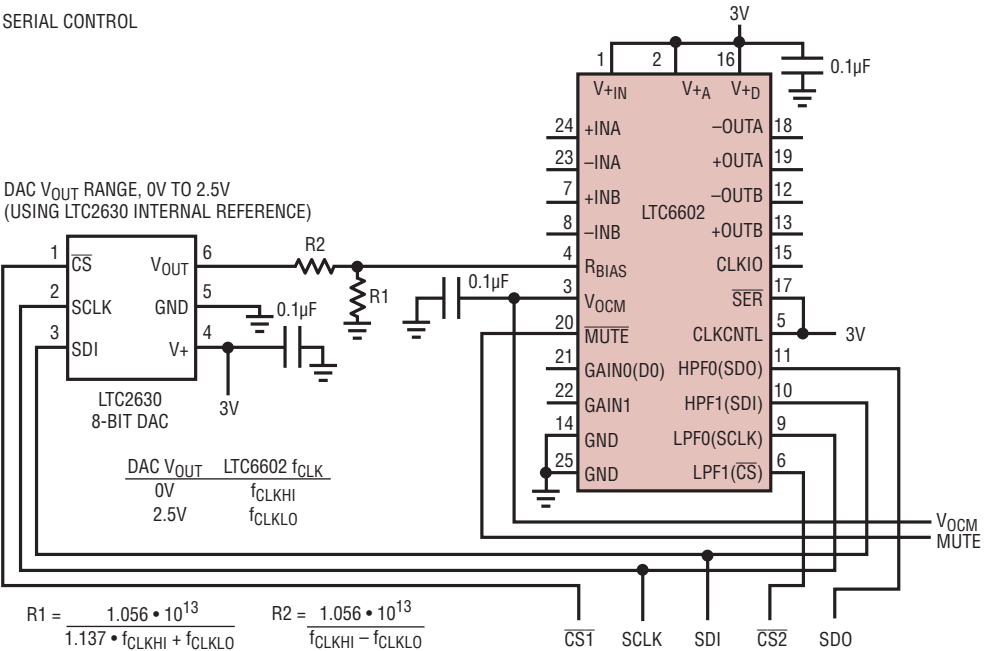 SERIAL CONTROL
3V
1 2 16
0.1µF
V+IN V+A V+D
24 +INA –OUTA 18
23 –INA +OUTA 19
7 +INB –OUTB 12
8 –INB +OUTB 13
LTC6602
4 RBIAS CLKIO 15
3 VOCM SER 17
20 MUTE CLKCNTL 5
3V
21 GAIN0(D0) HPF0(SDO) 11
22 GAIN1 HPF1(SDI) 10
14 GND LPF0(SCLK) 9
25 GND LPF1(CS) 6
DAC VOUT RANGE, 0V TO 2.5V
(USING LTC2630 INTERNAL REFERENCE)
1 CS VOUT 6
2 SCLK GND 5
3 SDI V+ 4
R2
R1
0.1µF
0.1µF
LTC2630
8-BIT DAC
3V
DAC VOUT LTC6602 fCLK
0V fCLKHI
2.5V fCLKLO
VOCM
MUTE
R1 = 1.056 • 10^13 / 1.137 • fCLKHI + fCLKLO
R2 = 1.056 • 10^13 / fCLKHI – fCLKLO
CS1 SCLK SDI CS2 SDO